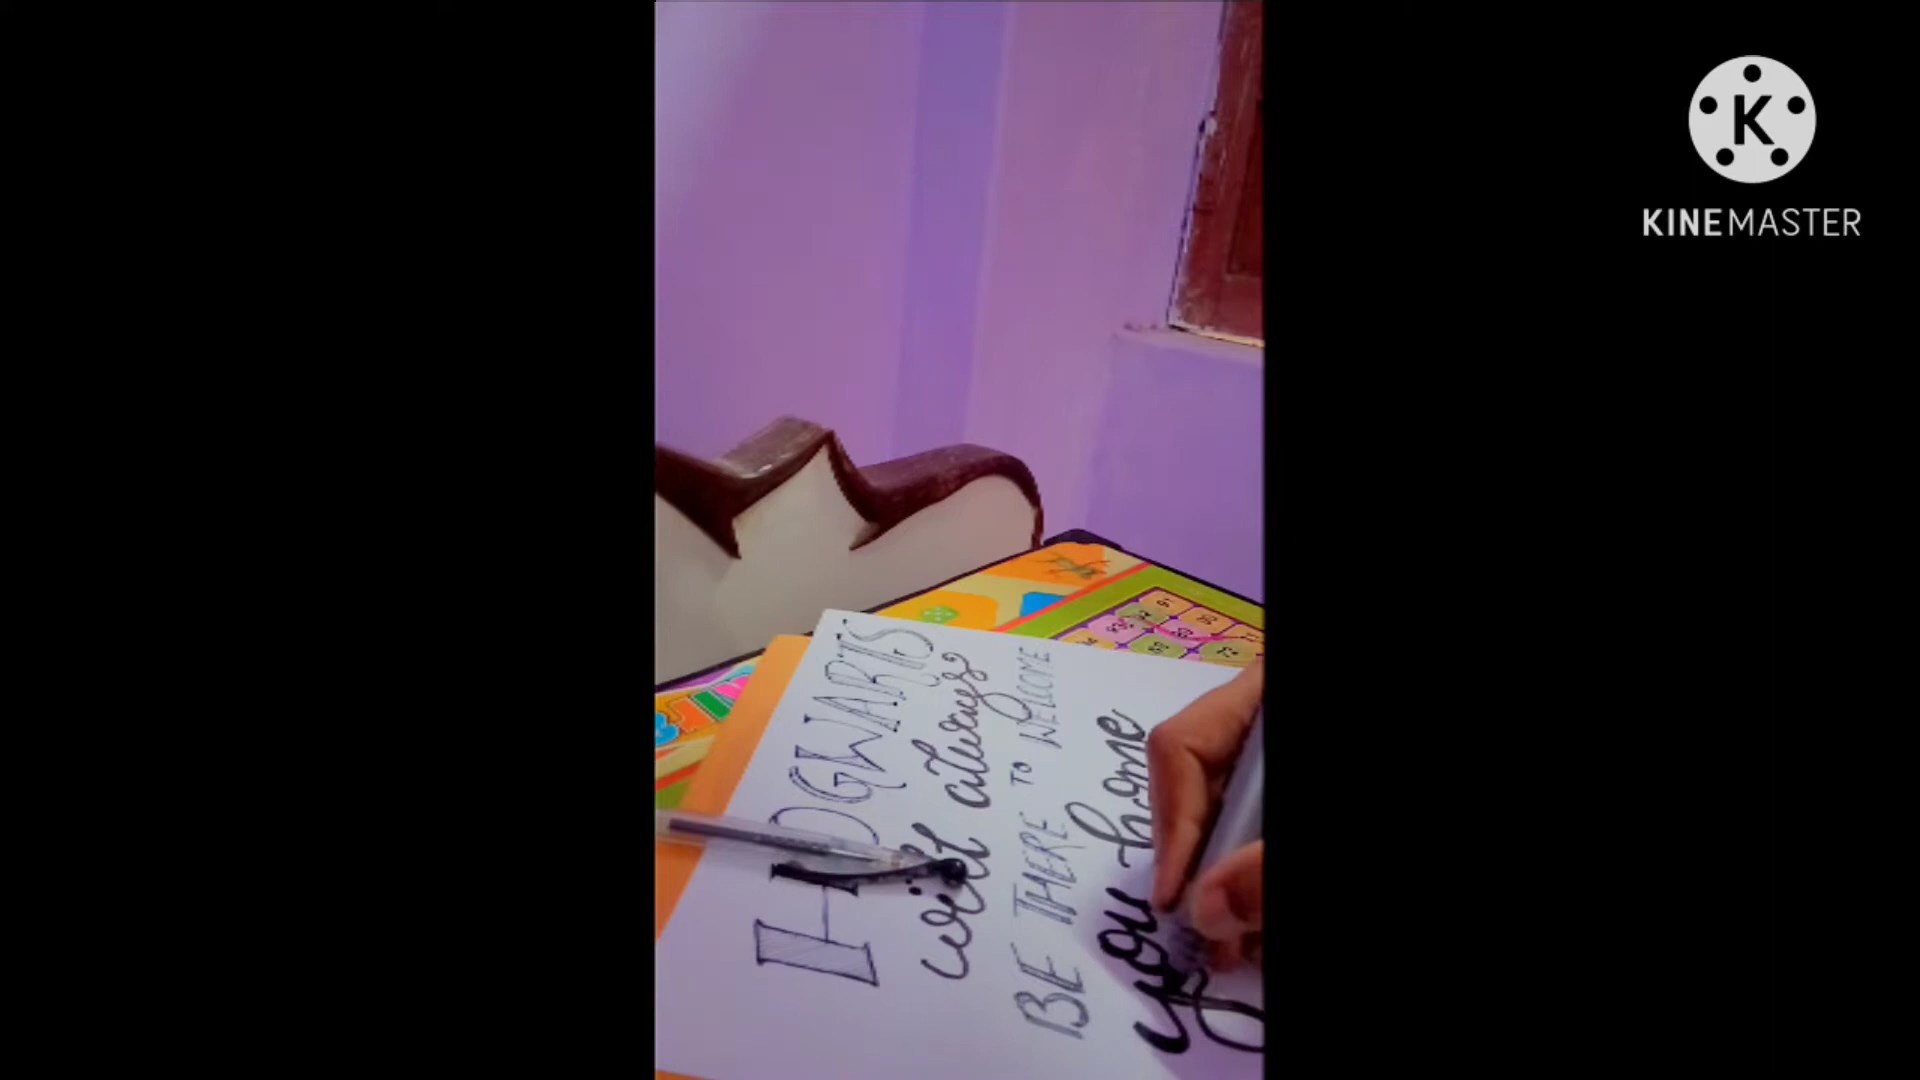 HOGWARTS
will always
BE THERE TO WELCOME
you home
K
KINEMASTER